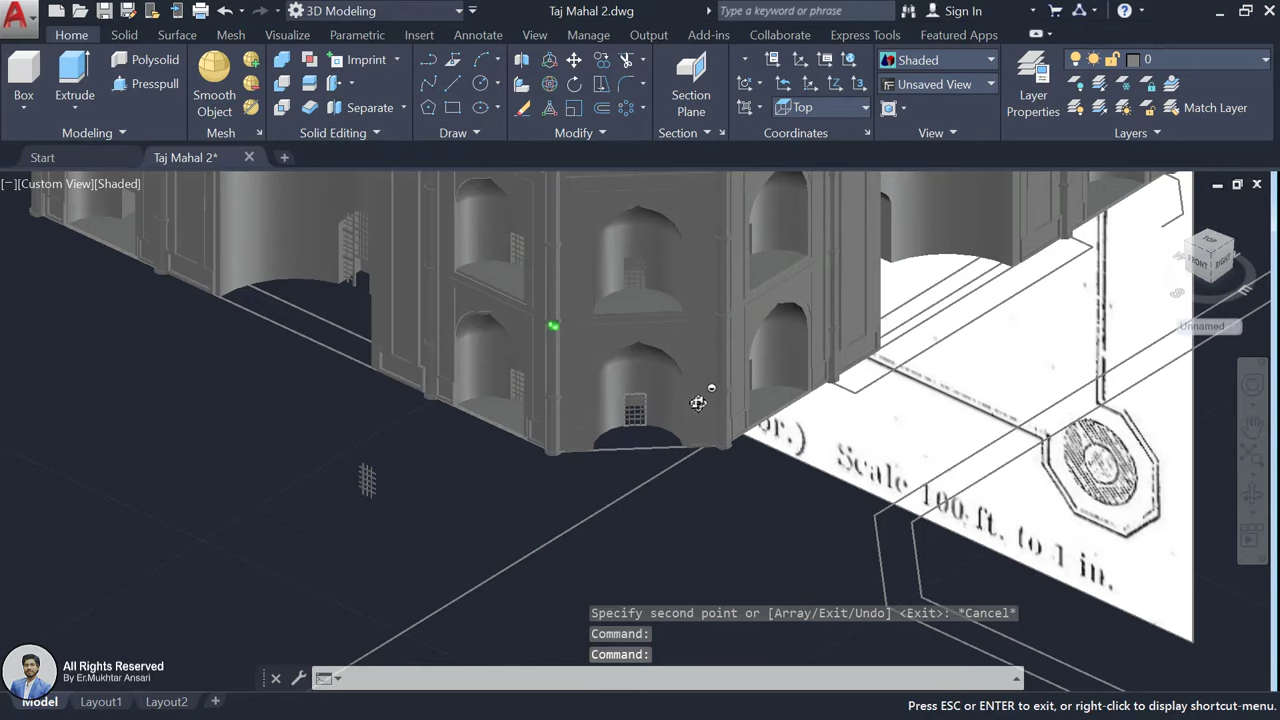 A
3D Modeling
Taj Mahal 2.dwg
Type a keyword or phrase
Sign In
Home
Solid
Surface
Mesh
Visualize
Parametric
Insert
Annotate
View
Manage
Output
Add-ins
Collaborate
Express Tools
Featured Apps
Box
Extrude
Polysolid
Presspull
Smooth
Object
Imprint
Separate
Section
Plane
Top
Shaded
Unsaved View
Layer
Properties
0
Match Layer
Modeling
Mesh
Solid Editing
Draw
Modify
Section
Coordinates
View
Layers
Start
Taj Mahal 2*
[−][Custom View][Shaded]
TOP
FRONT
RIGHT
S
Unnamed
or.) Scale 100 ft. to 1 in.
Specify second point or [Array/Exit/Undo] <Exit>: *Cancel*
Command:
Command:
All Rights Reserved
By Er.Mukhtar Ansari
Model
Layout1
Layout2
Press ESC or ENTER to exit, or right-click to display shortcut-menu.